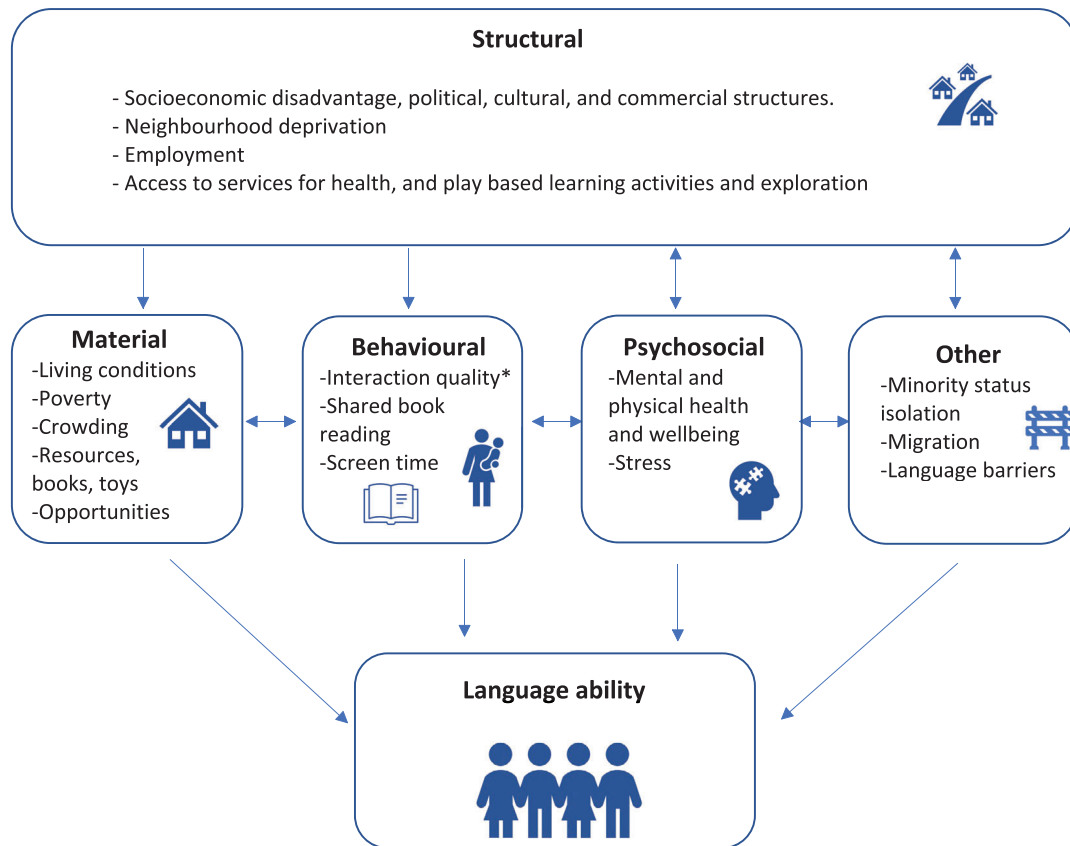 Structural
- Socioeconomic disadvantage, political, cultural, and commercial structures.
- Neighbourhood deprivation
- Employment
- Access to services for health, and play based learning activities and exploration
Material
-Living conditions
-Poverty
-Crowding
-Resources,
books, toys
-Opportunities
Behavioural
-Interaction quality*
-Shared book
reading
-Screen time
Psychosocial
-Mental and
physical health
and wellbeing
-Stress
Other
-Minority status
isolation
-Migration
-Language barriers
Language ability